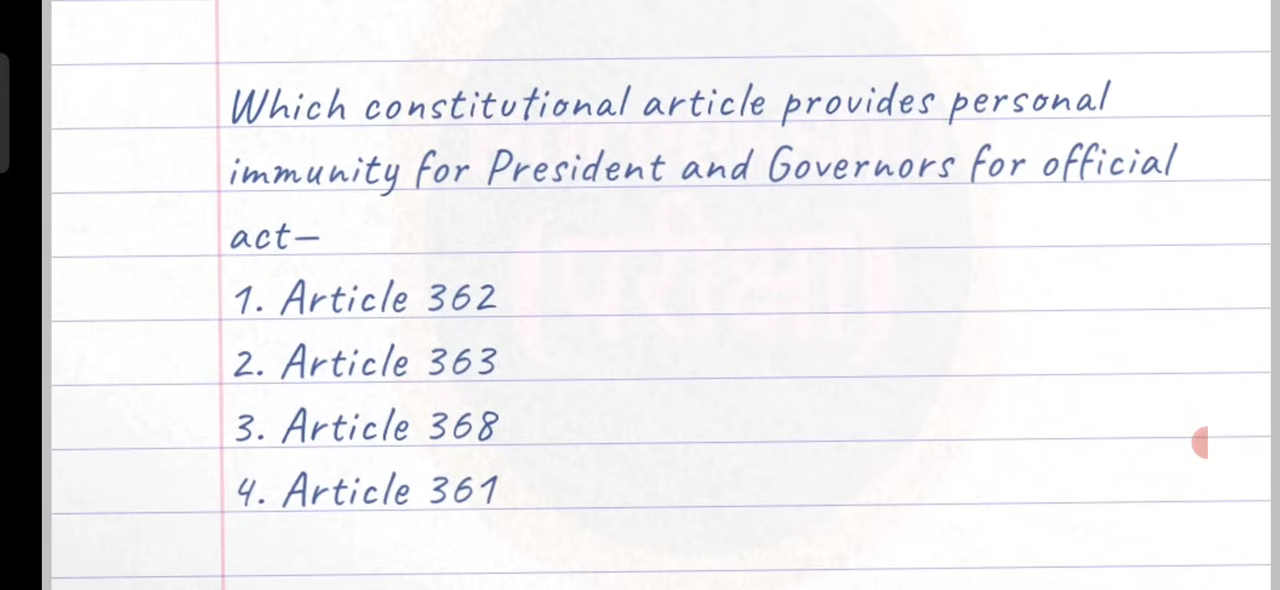 Which constitutional article provides personal
immunity for President and Governors for official
act–
1. Article 362
2. Article 363
3. Article 368
4. Article 361